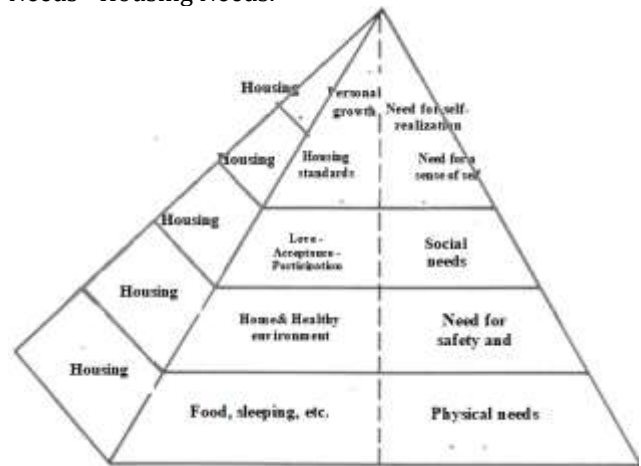 Needs - Housing Needs.
Housing
Personal
growth
Need for self-
realization
Housing
Housing
standards
Need for a
sense of self
Housing
Love -
Acceptance -
Participation
Social
needs
Housing
Home& Healthy
environment
Need for
safety and
Housing
Food, sleeping, etc.
Physical needs